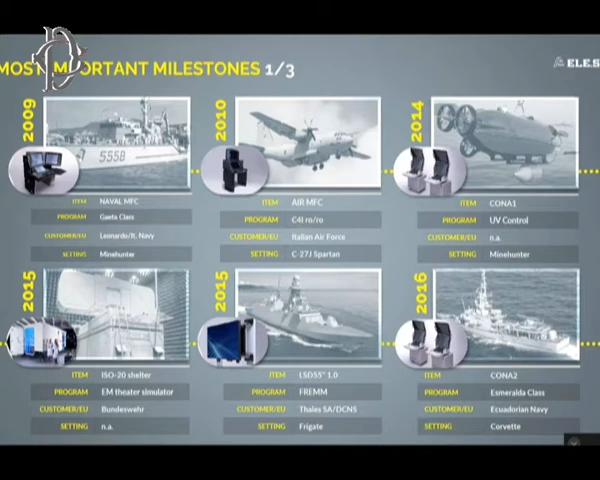 MOST IMPORTANT MILESTONES 1/3
ELE.S
2009
5558
ITEM NAVAL MFC
PROGRAM Gaeta Class
CUSTOMER/EU Leonardo/It. Navy
SETTING Minehunter
2010
ITEM AIR MFC
PROGRAM C4I ro/ro
CUSTOMER/EU Italian Air Force
SETTING C-27J Spartan
2014
ITEM CONA1
PROGRAM UV Control
CUSTOMER/EU n.a.
SETTING Minehunter
2015
ITEM ISO-20 shelter
PROGRAM EM theater simulator
CUSTOMER/EU Bundeswehr
SETTING n.a.
2015
ITEM LSD55" 1.0
PROGRAM FREMM
CUSTOMER/EU Thales SA/DCNS
SETTING Frigate
2016
ITEM CONA2
PROGRAM Esmeralda Class
CUSTOMER/EU Ecuadorian Navy
SETTING Corvette